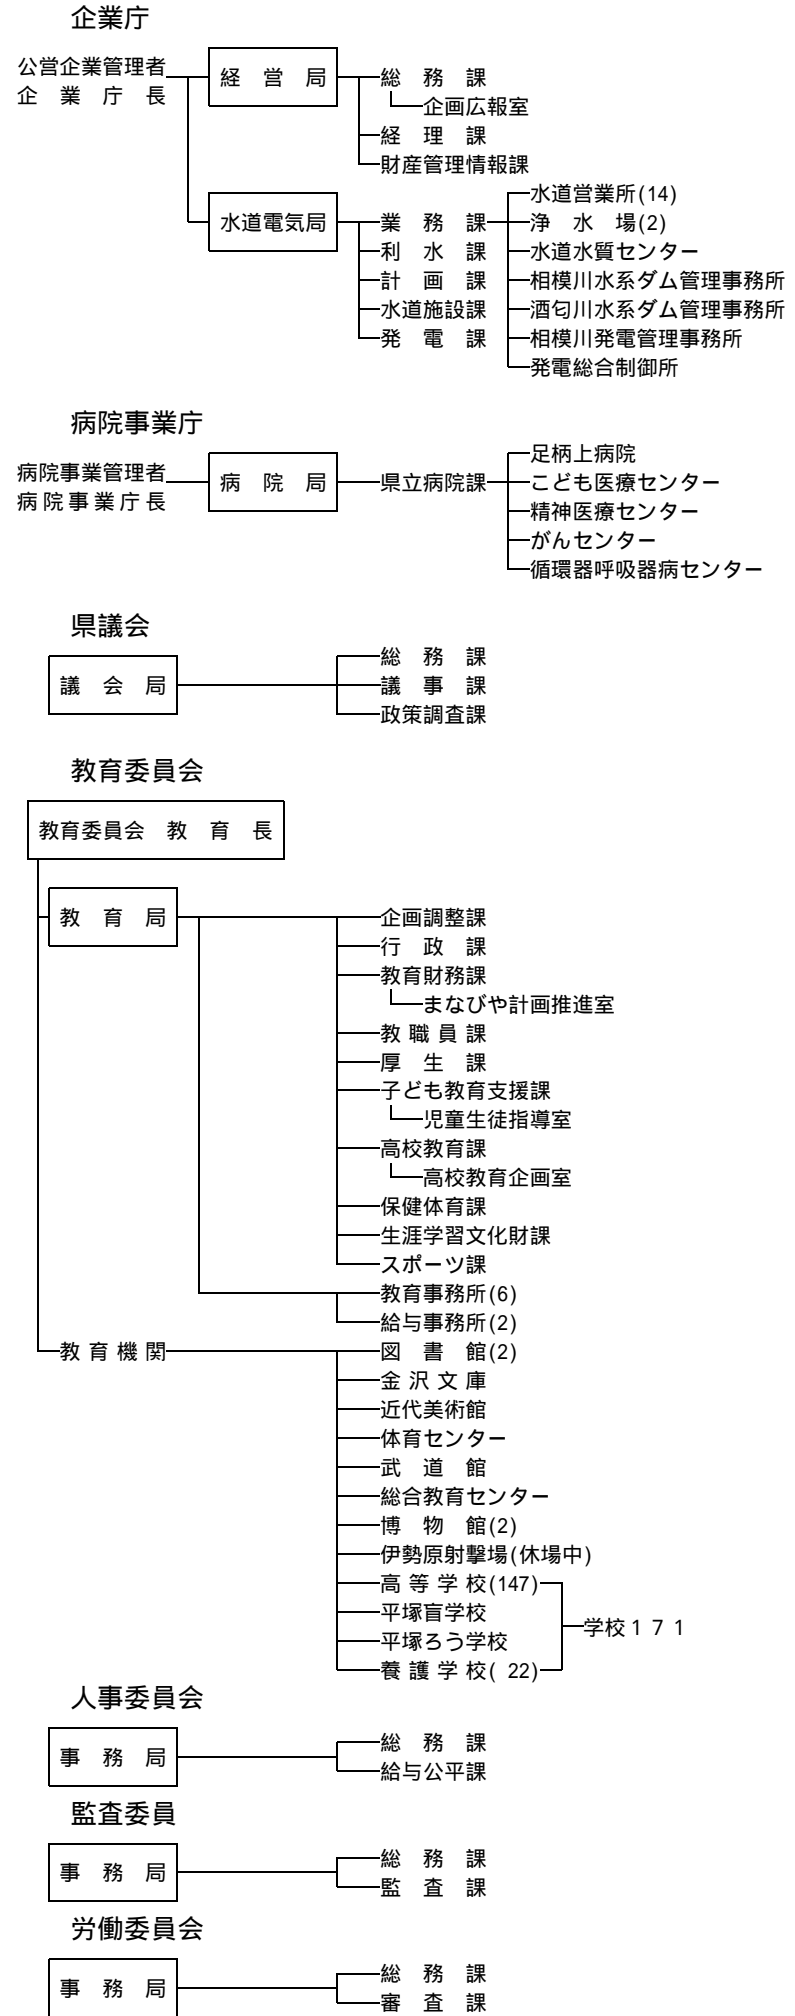 企業庁
公営企業管理者
企業庁長
経営局
総務課
企画広報室
経理課
財産管理情報課
水道電気局
業務課
利水課
計画課
水道施設課
発電課
水道営業所(14)
浄水場(2)
水道水質センター
相模川水系ダム管理事務所
酒匂川水系ダム管理事務所
相模川発電管理事務所
発電総合制御所
病院事業庁
病院事業管理者
病院事業庁長
病院局
県立病院課
足柄上病院
こども医療センター
精神医療センター
がんセンター
循環器呼吸器病センター
県議会
議会局
総務課
議事課
政策調査課
教育委員会
教育委員会 教育長
教育局
企画調整課
行政課
教育財務課
まなびや計画推進室
教職員課
厚生課
子ども教育支援課
児童生徒指導室
高校教育課
高校教育企画室
保健体育課
生涯学習文化財課
スポーツ課
教育事務所(6)
給与事務所(2)
教育機関
図書館(2)
金沢文庫
近代美術館
体育センター
武道館
総合教育センター
博物館(2)
伊勢原射撃場(休場中)
高等学校(147)
平塚盲学校
平塚ろう学校
養護学校( 22)
学校171
人事委員会
事務局
総務課
給与公平課
監査委員
事務局
総務課
監査課
労働委員会
事務局
総務課
審査課